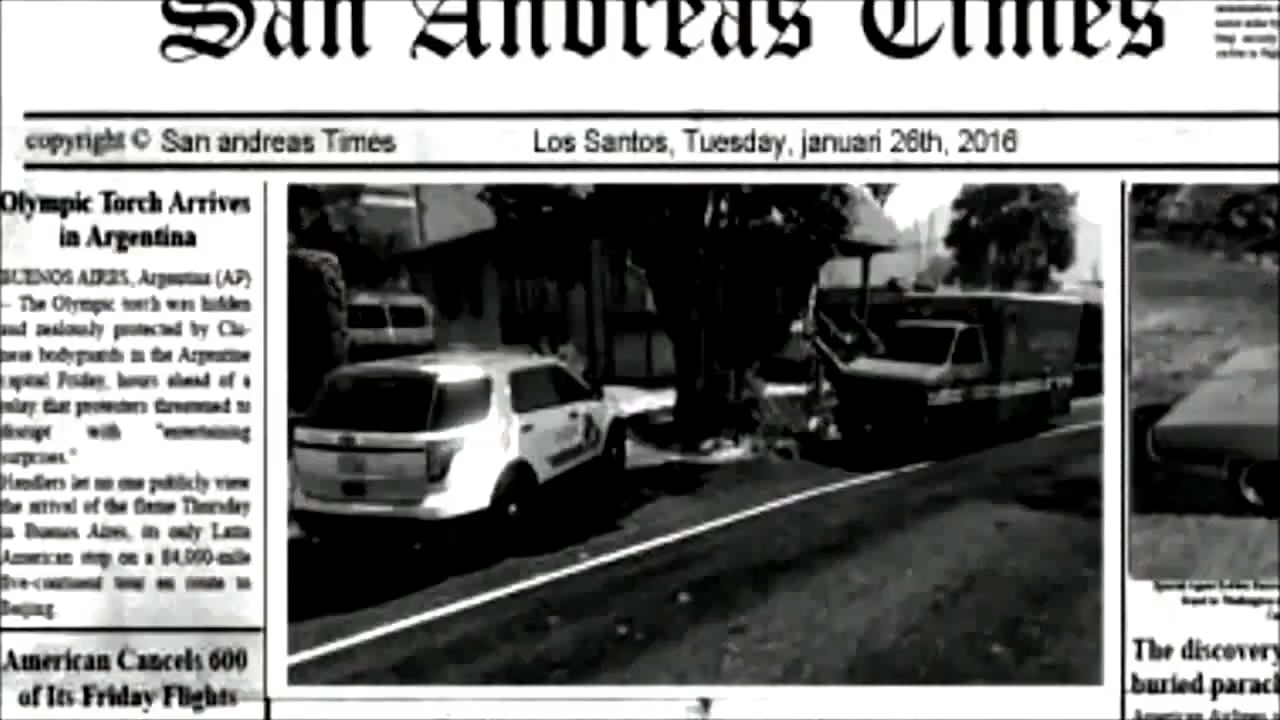 San Andreas Times
copyright © San andreas Times
Los Santos, Tuesday, januari 26th, 2016
Olympic Torch Arrives
in Argentina
BUENOS AIRES, Argentina (AP)
– The Olympic torch was hidden
and zealously protected by Chi-
nese bodyguards in the Argentine
capital Friday, hours ahead of a
relay that protesters threatened to
disrupt with "entertaining
surprises."
Handlers let no one publicly view
the arrival of the flame Thursday
in Buenos Aires, its only Latin
American stop on a 84,000-mile
five-continent tour en route to
Beijing.
American Cancels 600
of Its Friday Flights
The discovery
buried parac
American Airlines